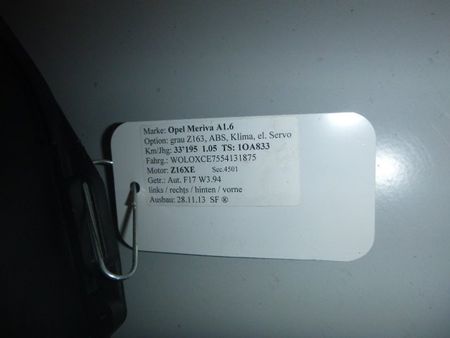 Marke: Opel Meriva A1.6
Option: grau Z163, ABS, Klima, el. Servo
Km/Jhg: 33'195 1.05 TS: 1OA833
Fahrg.: WOLOXCE7554131875
Motor: Z16XE Sec.4501
Getr.: Aut. F17 W3.94
links / rechts / hinten / vorne
Ausbau: 28.11.13 SF ®